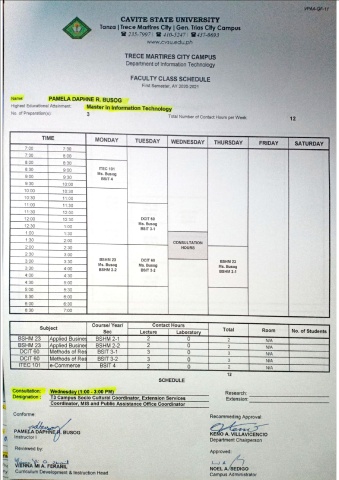 VPAA-QF-17
CAVITE STATE UNIVERSITY
Tanza | Trece Martires City | Gen. Trias City Campus
235-7997 | 410-5247 | 437-0693
www.cvsu.edu.ph
TRECE MARTIRES CITY CAMPUS
Department of Information Technology
FACULTY CLASS SCHEDULE
First Semester, AY 2020-2021
Name: PAMELA DAPHNE R. BUSOG
Highest Educational Attainment: Master in Information Technology
No. of Preparation(s): 3 Total Number of Contact Hours per Week: 12
TIME MONDAY TUESDAY WEDNESDAY THURSDAY FRIDAY SATURDAY
7:00 7:30
7:30 8:00
8:00 8:30
8:30 9:00
9:00 9:30
9:30 10:00
10:00 10:30
10:30 11:00
11:00 11:30
11:30 12:00
12:00 12:30
12:30 1:00
1:00 1:30
1:30 2:00
2:00 2:30
2:30 3:00
3:00 3:30
3:30 4:00
4:00 4:30
4:30 5:00
5:00 5:30
5:30 6:00
6:00 6:30
6:30 7:00
ITEC 101
Ms. Busog
BSIT 4
DCIT 60
Ms. Busog
BSIT 3-1
CONSULTATION
HOURS
BSHM 23
Ms. Busog
BSHM 2-2
DCIT 60
Ms. Busog
BSIT 3-2
BSHM 23
Ms. Busog
BSHM 2-1
Subject Course/ Year/ Sec Contact Hours Total Room No. of Students
Lecture Laboratory
BSHM 23 Applied Busines BSHM 2-1 2 0 2 N/A
BSHM 23 Applied Busines BSHM 2-2 2 0 2 N/A
DCIT 60 Methods of Res BSIT 3-1 3 0 3 N/A
DCIT 60 Methods of Res BSIT 3-2 3 0 3 N/A
ITEC 101 e-Commerce BSIT 4 2 0 2 N/A
12
SCHEDULE
Consultation: Wednesday (1:00 - 3:00 PM) Research:
Designation: T3 Campus Socio Cultural Coordinator, Extension Services Extension:
Coordinator, MIS and Public Assistance Office Coordinator
Conforme Recommending Approval
PAMELA DAPHNE R. BUSOG KENO A. VILLAVICENCIO
Instructor I Department Chairperson
Reviewed by: Approved:
VIENNA MI A. FERANIL NOEL A. SEDIGO
Curriculum Development & Instruction Head Campus Administrator